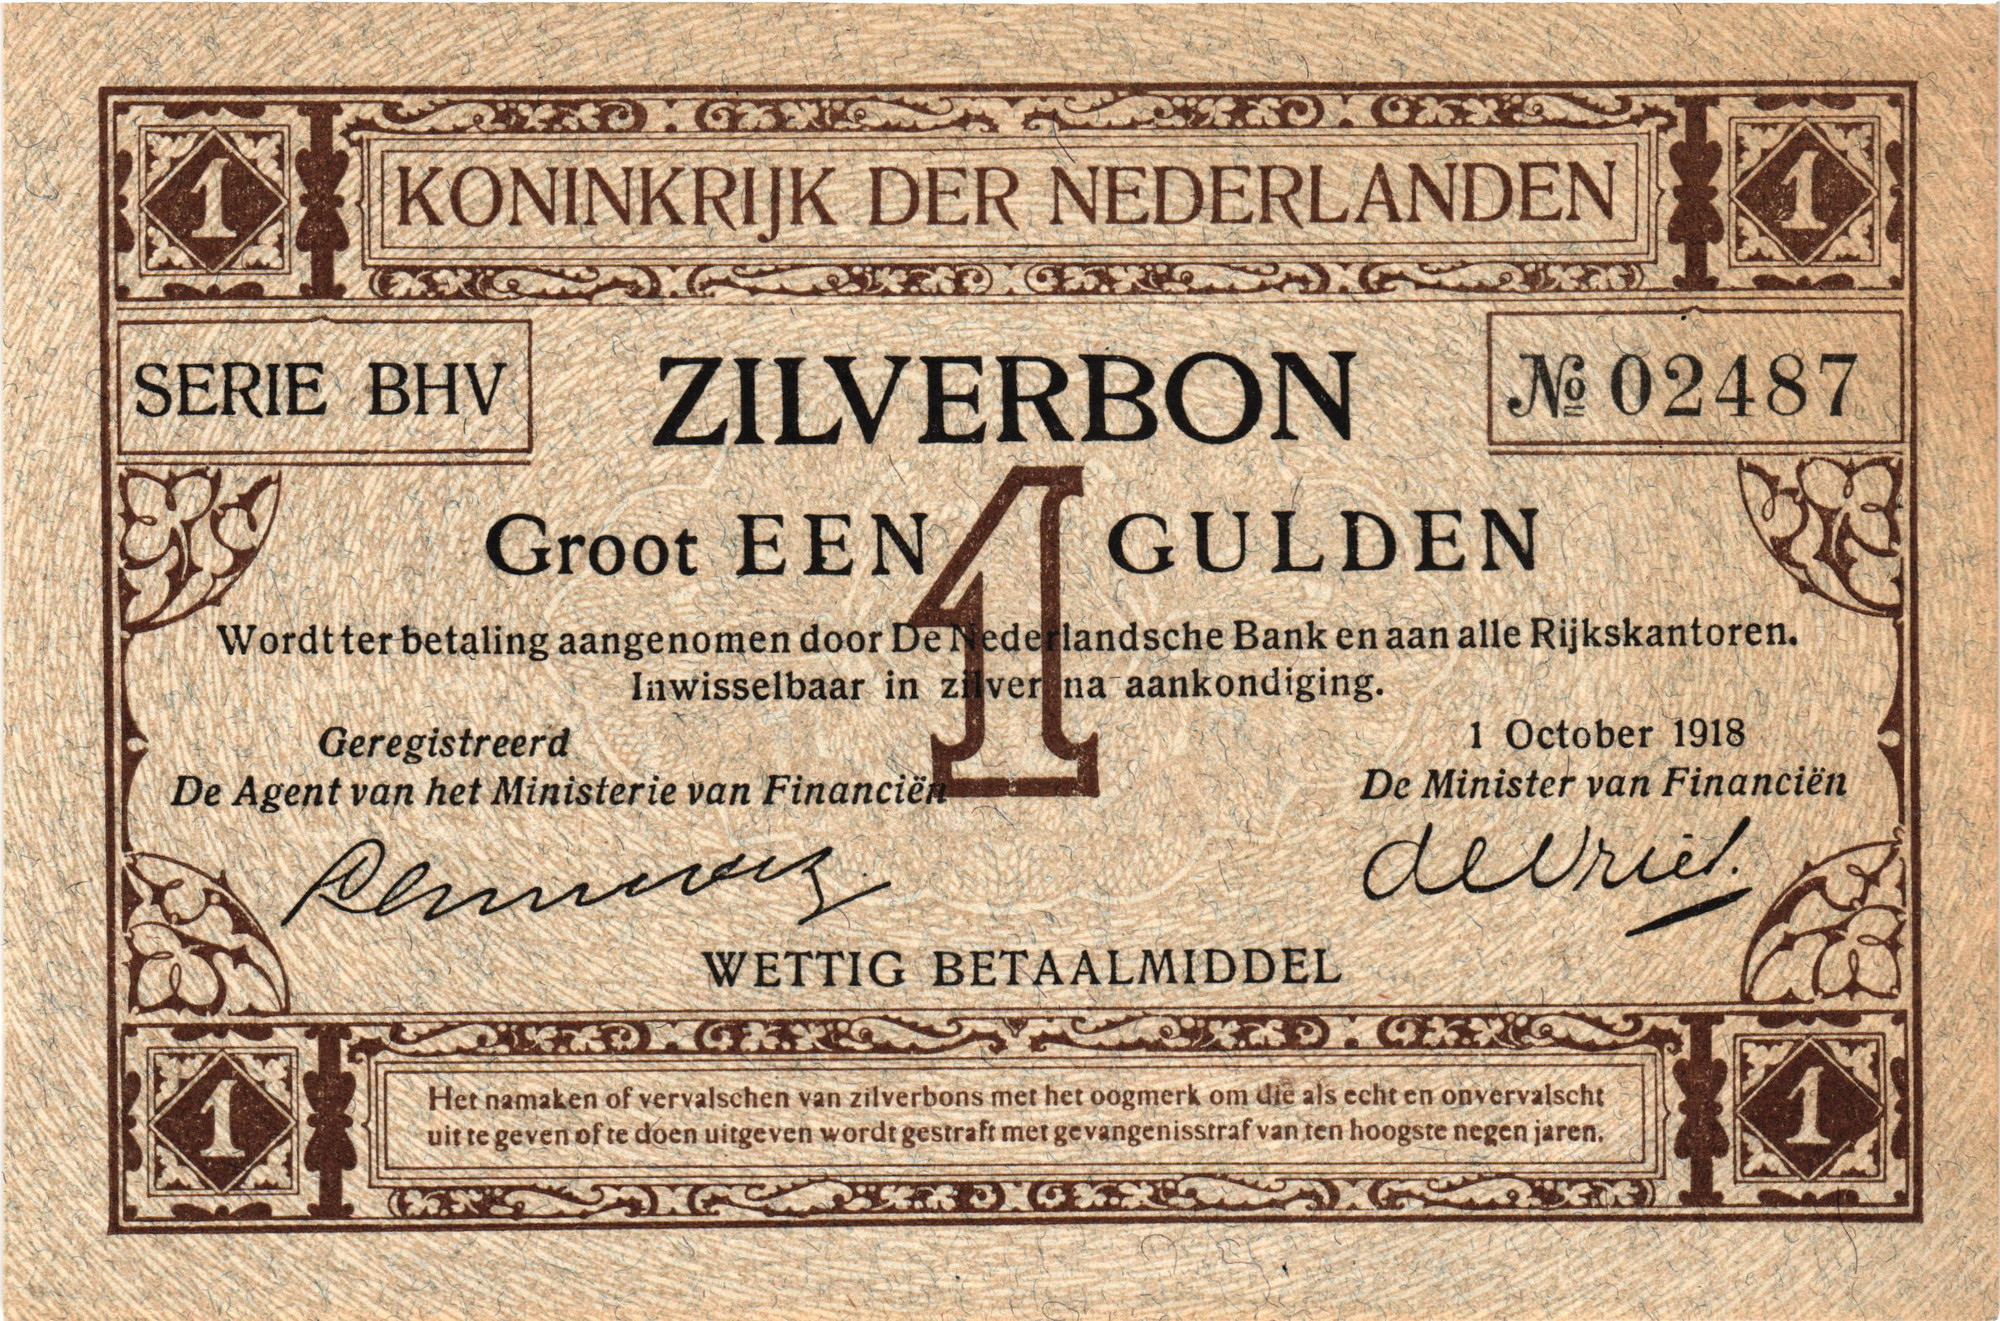 1 KONINKRIJK DER NEDERLANDEN 1
SERIE BHV
ZILVERBON
№ 02487
Groot EEN 1 GULDEN
Wordt ter betaling aangenomen door De Nederlandsche Bank en aan alle Rijkskantoren.
Inwisselbaar in zilver na aankondiging.
Geregistreerd
De Agent van het Ministerie van Financiën
1 October 1918
De Minister van Financiën
de Vries.
WETTIG BETAALMIDDEL
1 1
Het namaken of vervalschen van zilverbons met het oogmerk om die als echt en onvervalscht
uit te geven of te doen uitgeven wordt gestraft met gevangenisstraf van ten hoogste negen jaren.